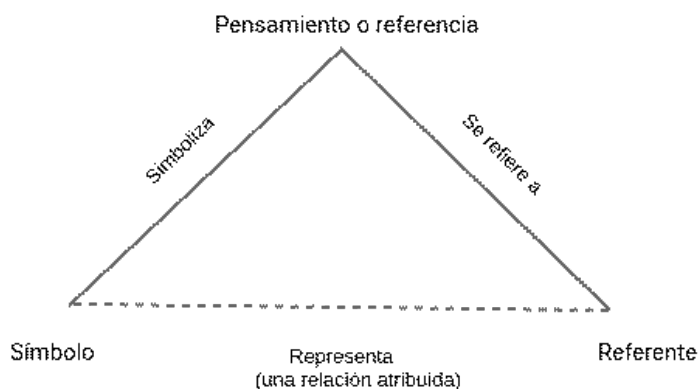 Pensamiento o referencia
Simboliza
Se refiere a
Símbolo
Representa
(una relación atribuida)
Referente